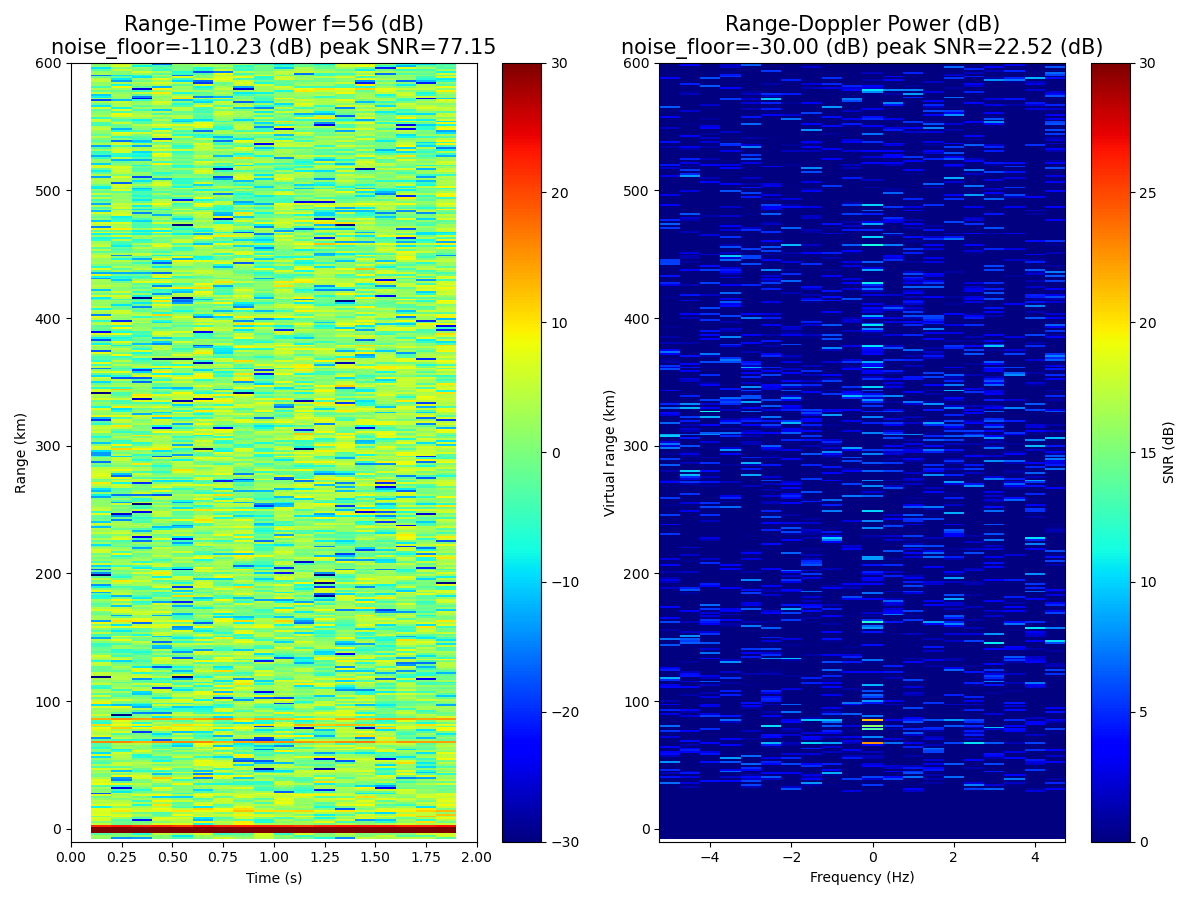 Range-Time Power f=56 (dB)
noise_floor=-110.23 (dB) peak SNR=77.15
Range-Doppler Power (dB)
noise_floor=-30.00 (dB) peak SNR=22.52 (dB)
Range (km)
600
500
400
300
200
100
0
0.00 0.25 0.50 0.75 1.00 1.25 1.50 1.75 2.00
Time (s)
30
20
10
0
−10
−20
−30
Virtual range (km)
600
500
400
300
200
100
0
−4 −2 0 2 4
Frequency (Hz)
30
25
20
15
10
5
0
SNR (dB)